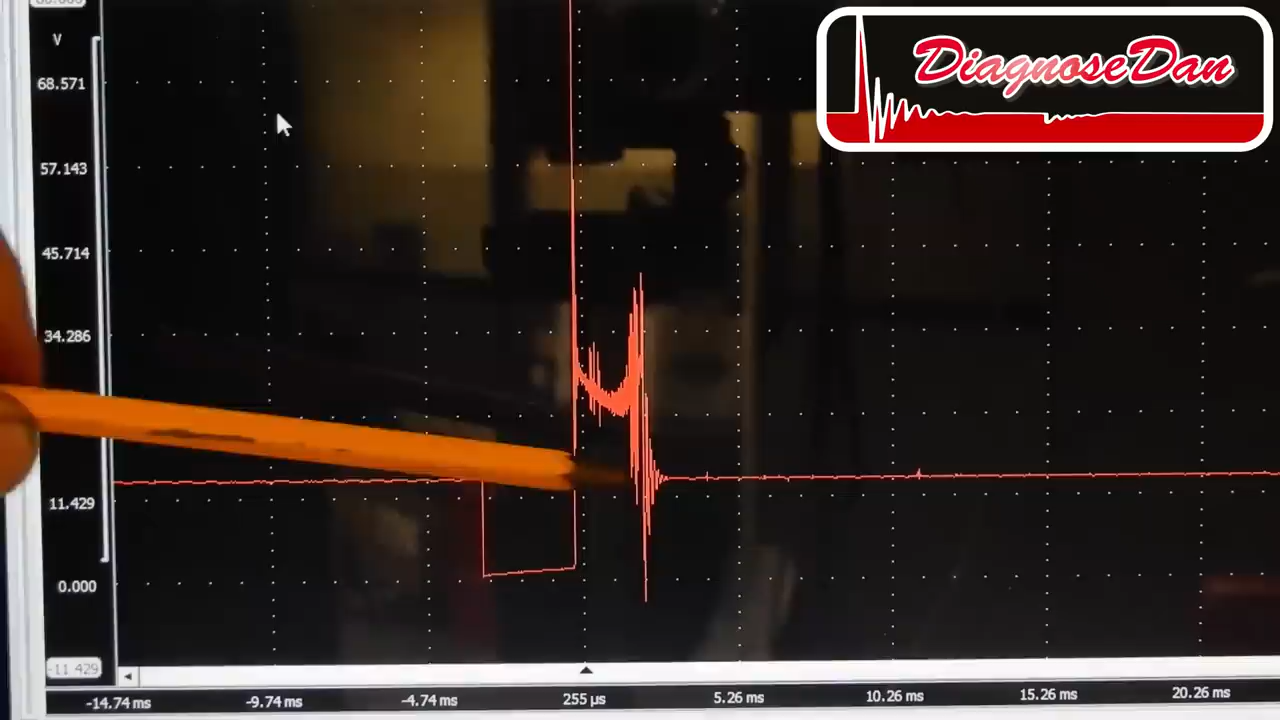 V
DiagnoseDan
68.571
57.143
45.714
34.286
11.429
0.000
-11.429
-14.74 ms
-9.74 ms
-4.74 ms
255 µs
5.26 ms
10.26 ms
15.26 ms
20.26 ms